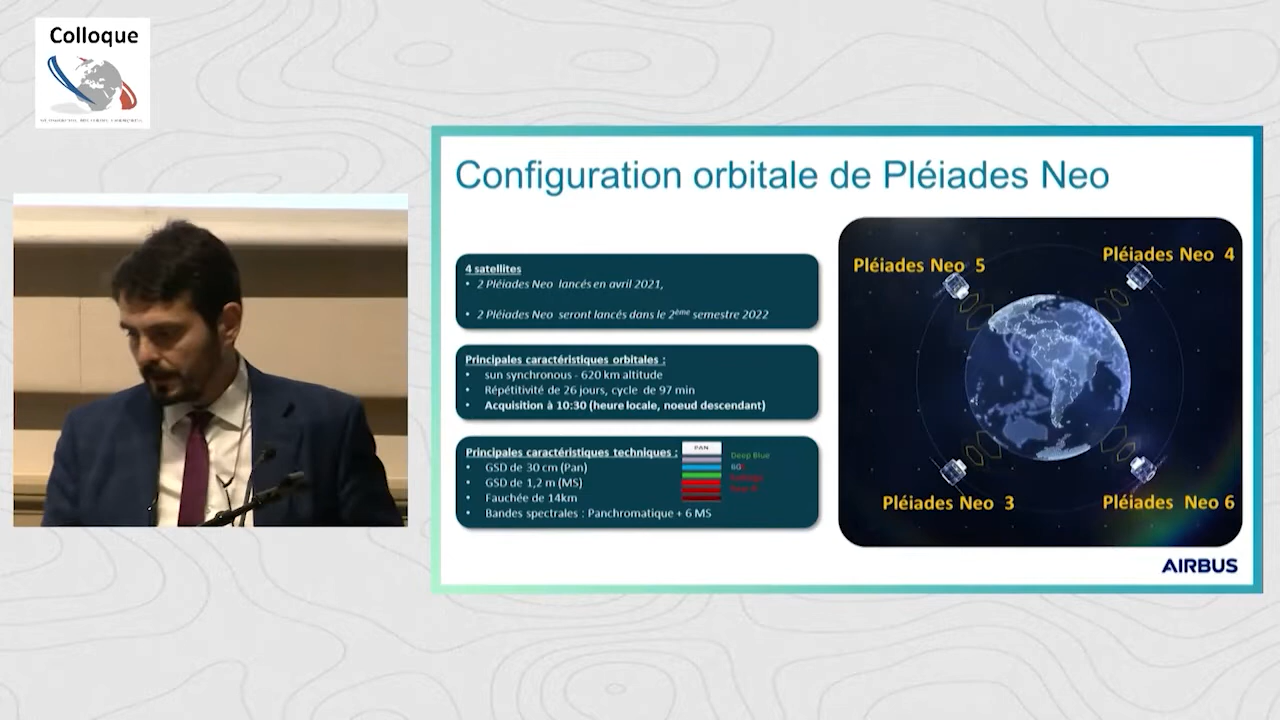 Colloque
Configuration orbitale de Pléiades Neo
4 satellites
• 2 Pléiades Neo lancés en avril 2021,
• 2 Pléiades Neo seront lancés dans le 2ème semestre 2022
Principales caractéristiques orbitales :
• sun synchronous - 620 km altitude
• Répétitivité de 26 jours, cycle de 97 min
• Acquisition à 10:30 (heure locale, noeud descendant)
Principales caractéristiques techniques :
• GSD de 30 cm (Pan)
• GSD de 1,2 m (MS)
• Fauchée de 14km
• Bandes spectrales : Panchromatique + 6 MS
PAN
Deep Blue
Pléiades Neo 5
Pléiades Neo 4
Pléiades Neo 3
Pléiades Neo 6
AIRBUS